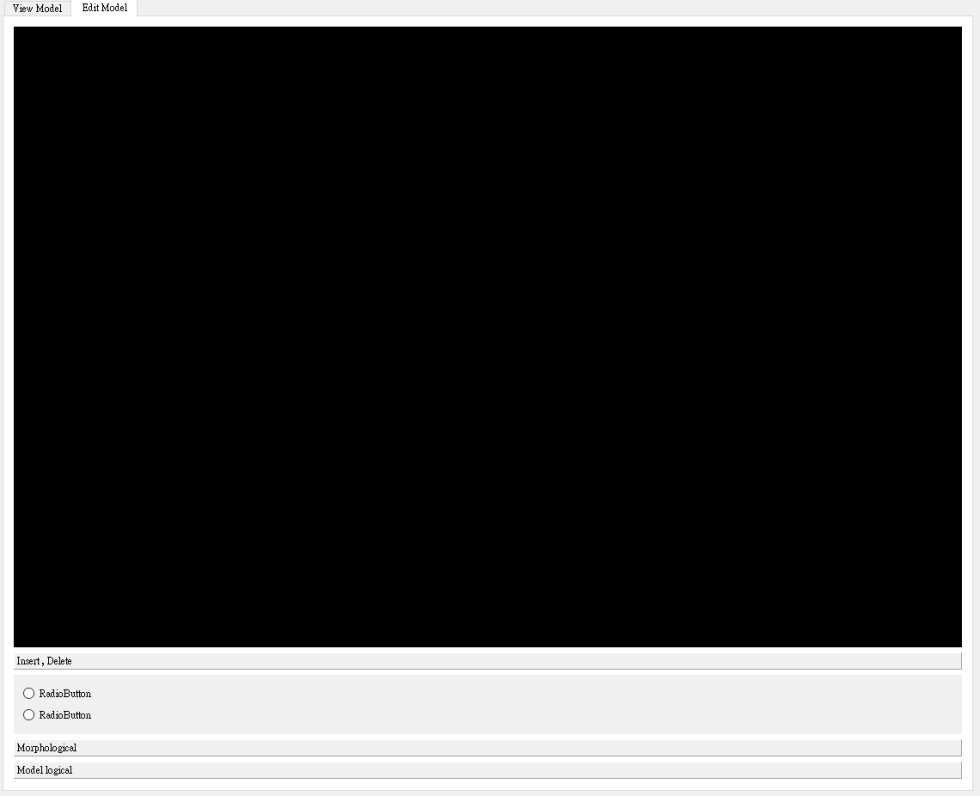 View Model
Edit Model
Insert , Delete
RadioButton
RadioButton
Morphological
Model logical